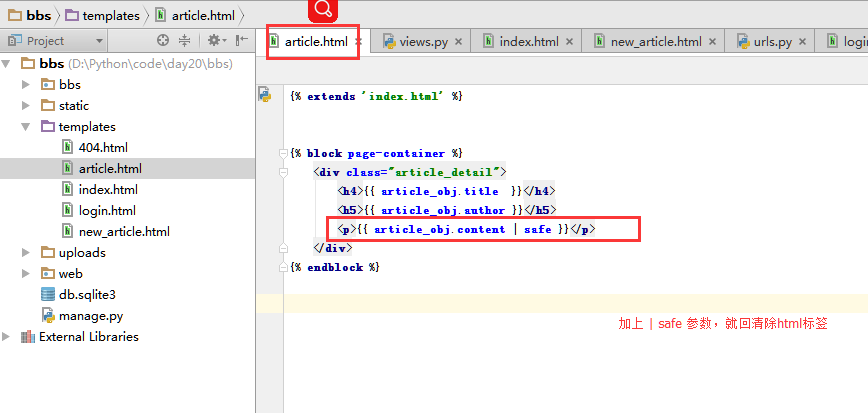 bbs templates article.html
Project
article.html views.py index.html new_article.html urls.py login
bbs (D:\Python\code\day20\bbs)
bbs
static
templates
404.html
article.html
index.html
login.html
new_article.html
uploads
web
db.sqlite3
manage.py
External Libraries
{% extends 'index.html' %}
{% block page-container %}
<div class="article_detail">
<h4>{{ article_obj.title }}</h4>
<h5>{{ article_obj.author }}</h5>
<p>{{ article_obj.content | safe }}</p>
</div>
{% endblock %}
加上 | safe 参数，就回清除html标签